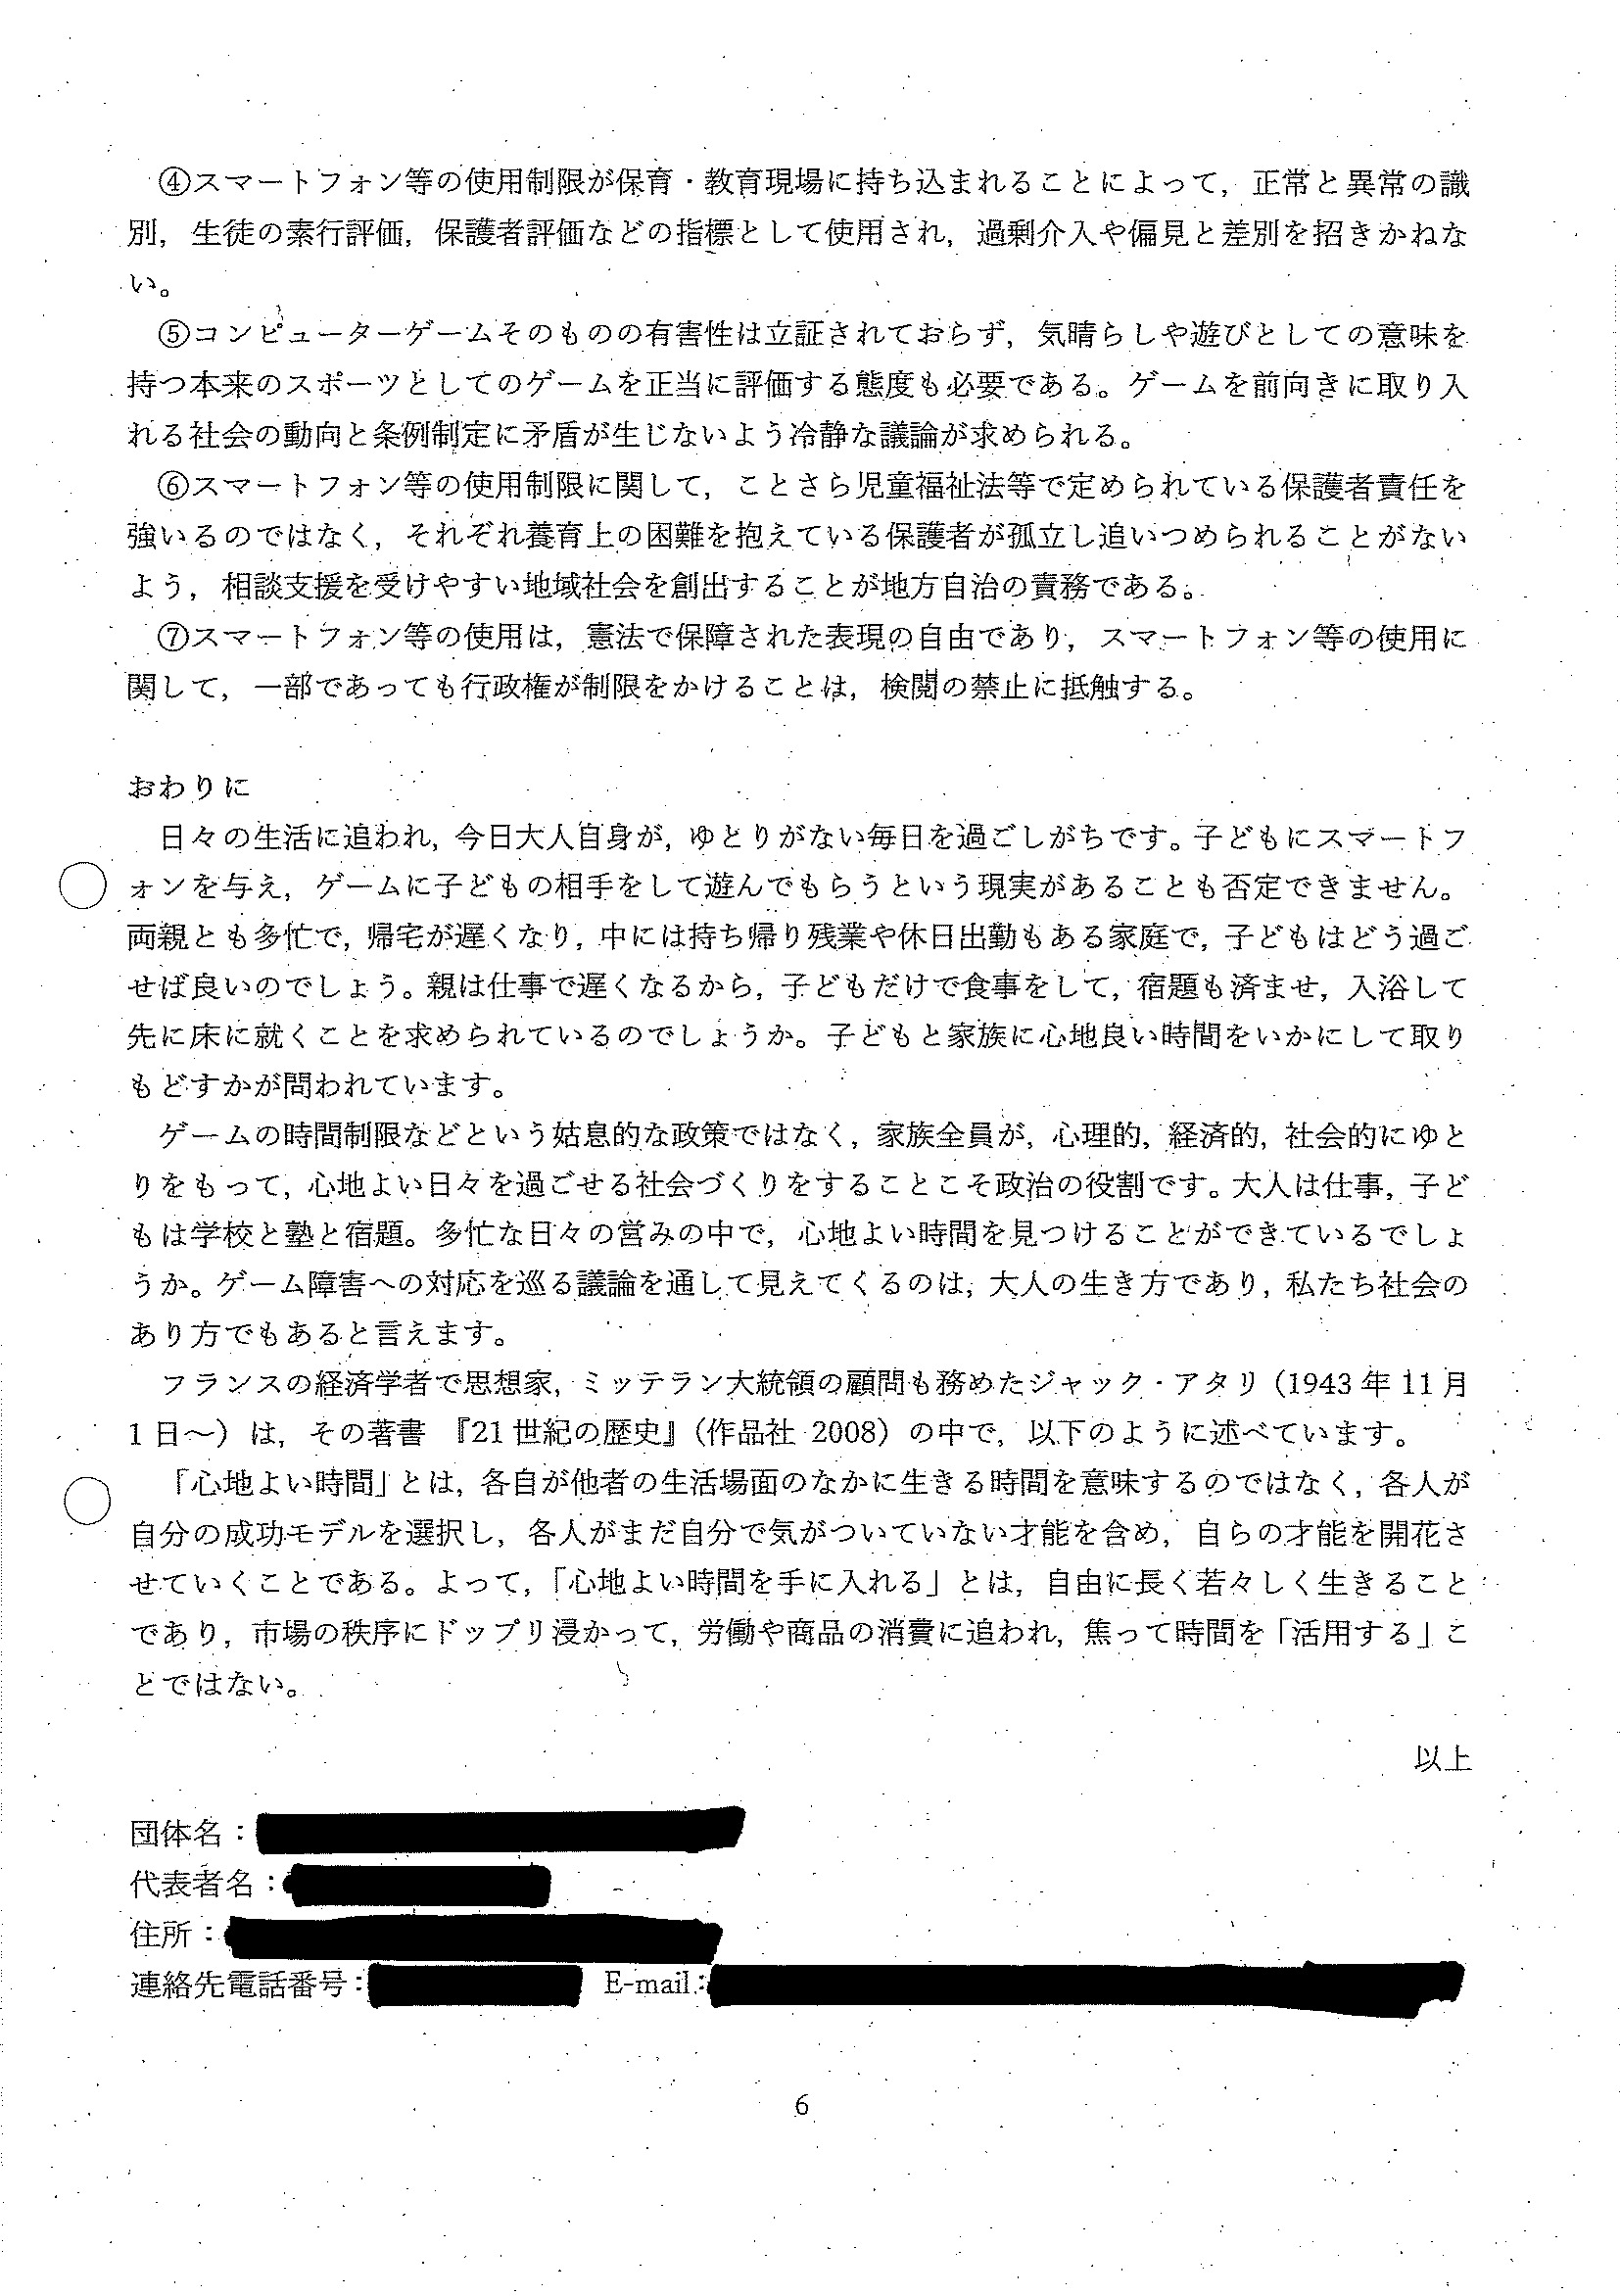 ④スマートフォン等の使用制限が保育・教育現場に持ち込まれることによって，正常と異常の識
別，生徒の素行評価，保護者評価などの指標として使用され，過剰介入や偏見と差別を招きかねな
い。
⑤コンピューターゲームそのものの有害性は立証されておらず，気晴らしや遊びとしての意味を
持つ本来のスポーツとしてのゲームを正当に評価する態度も必要である。ゲームを前向きに取り入
れる社会の動向と条例制定に矛盾が生じないよう冷静な議論が求められる。
⑥スマートフォン等の使用制限に関して，ことさら児童福祉法等で定められている保護者責任を
強いるのではなく，それぞれ養育上の困難を抱えている保護者が孤立し追いつめられることがない
よう，相談支援を受けやすい地域社会を創出することが地方自治の責務である。
⑦スマートフォン等の使用は，憲法で保障された表現の自由であり，スマートフォン等の使用に
関して，一部であっても行政権が制限をかけることは，検閲の禁止に抵触する。
おわりに
日々の生活に追われ，今日大人自身が，ゆとりがない毎日を過ごしがちです。子どもにスマートフ
ォンを与え，ゲームに子どもの相手をして遊んでもらうという現実があることも否定できません。
両親とも多忙で，帰宅が遅くなり，中には持ち帰り残業や休日出勤もある家庭で，子どもはどう過ご
せば良いのでしょう。親は仕事で遅くなるから，子どもだけで食事をして，宿題も済ませ，入浴して
先に床に就くことを求められているのでしょうか。子どもと家族に心地良い時間をいかにして取り
もどすかが問われています。
ゲームの時間制限などという姑息的な政策ではなく，家族全員が，心理的，経済的，社会的にゆと
りをもって，心地よい日々を過ごせる社会づくりをすることこそ政治の役割です。大人は仕事，子ど
もは学校と塾と宿題。多忙な日々の営みの中で，心地よい時間を見つけることができているでしょ
うか。ゲーム障害への対応を巡る議論を通して見えてくるのは，大人の生き方であり，私たち社会の
あり方でもあると言えます。
フランスの経済学者で思想家，ミッテラン大統領の顧問も務めたジャック・アタリ（1943 年 11 月
1 日～）は，その著書 『21 世紀の歴史』（作品社 2008）の中で，以下のように述べています。
「心地よい時間」とは，各自が他者の生活場面のなかに生きる時間を意味するのではなく，各人が
自分の成功モデルを選択し，各人がまだ自分で気がついていない才能を含め，自らの才能を開花さ
せていくことである。よって，「心地よい時間を手に入れる」とは，自由に長く若々しく生きること
であり，市場の秩序にドップリ浸かって，労働や商品の消費に追われ，焦って時間を「活用する」こ
とではない。
以上
団体名：
代表者名：
住所：
連絡先電話番号： E-mail：
6